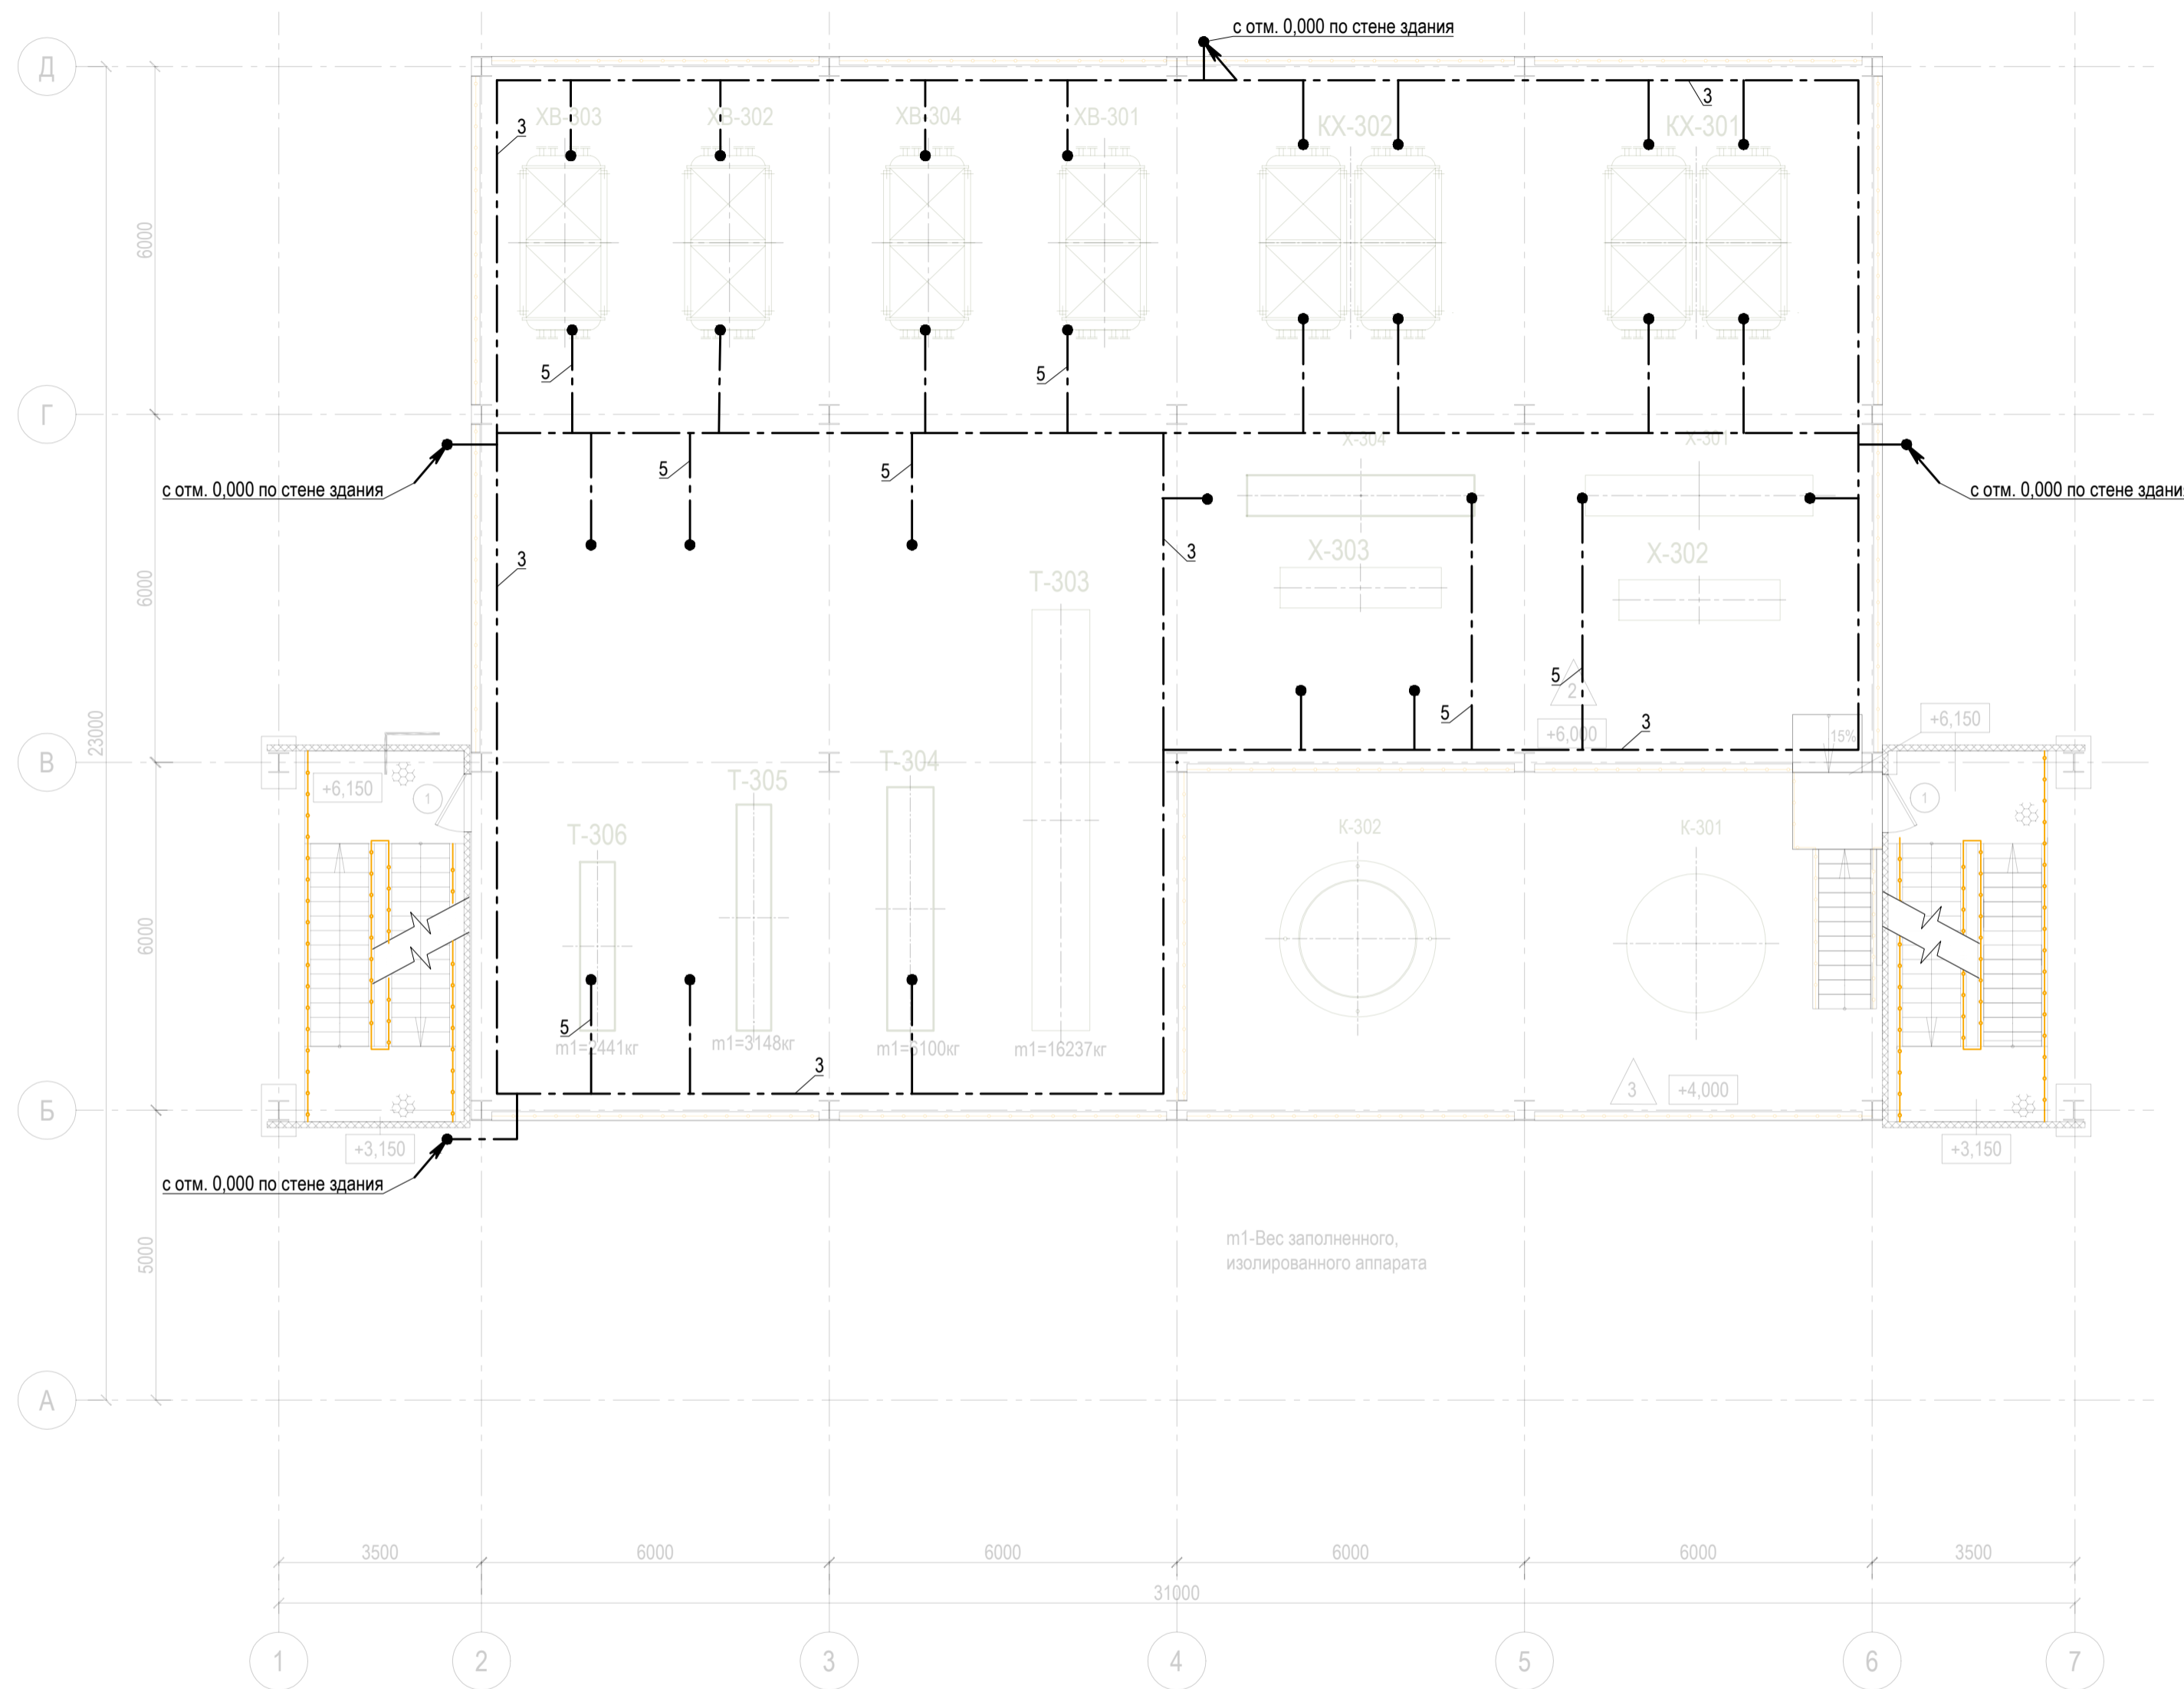 с отм. 0,000 по стене здания
Д
3
3
ХВ-303
ХВ-302
ХВ-304
ХВ-301
КХ-302
КХ-301
6000
5
5
Г
Х-304
Х-301
5
5
с отм. 0,000 по стене здания
с отм. 0,000 по стене здани
3
3
Х-303
Х-302
Т-303
6000
5
2
5
3
23000
+6,000
+6,150
15%
В
Т-304
Т-305
+6,150
1
1
Т-306
К-302
К-301
6000
5
m1=2441кг
m1=3148кг
m1=6100кг
m1=16237кг
3
3
+4,000
Б
+3,150
+3,150
с отм. 0,000 по стене здания
5000
m1-Вес заполненного,
изолированного аппарата
А
3500
6000
6000
6000
6000
3500
31000
1
2
3
4
5
6
7